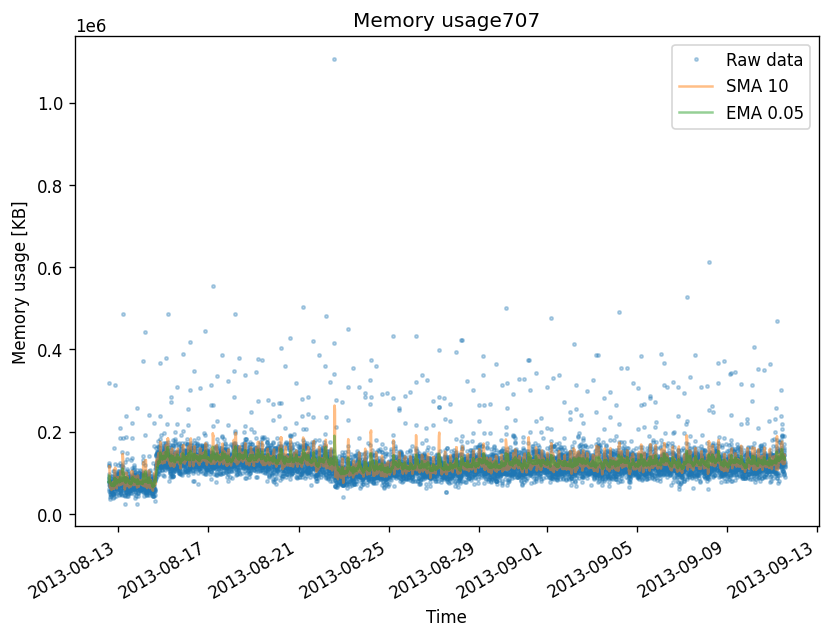 Memory usage707
1e6
Raw data
SMA 10
EMA 0.05
1.0
0.8
0.6
0.4
0.2
0.0
Memory usage [KB]
2013-08-13
2013-08-17
2013-08-21
2013-08-25
2013-08-29
2013-09-01
2013-09-05
2013-09-09
2013-09-13
Time